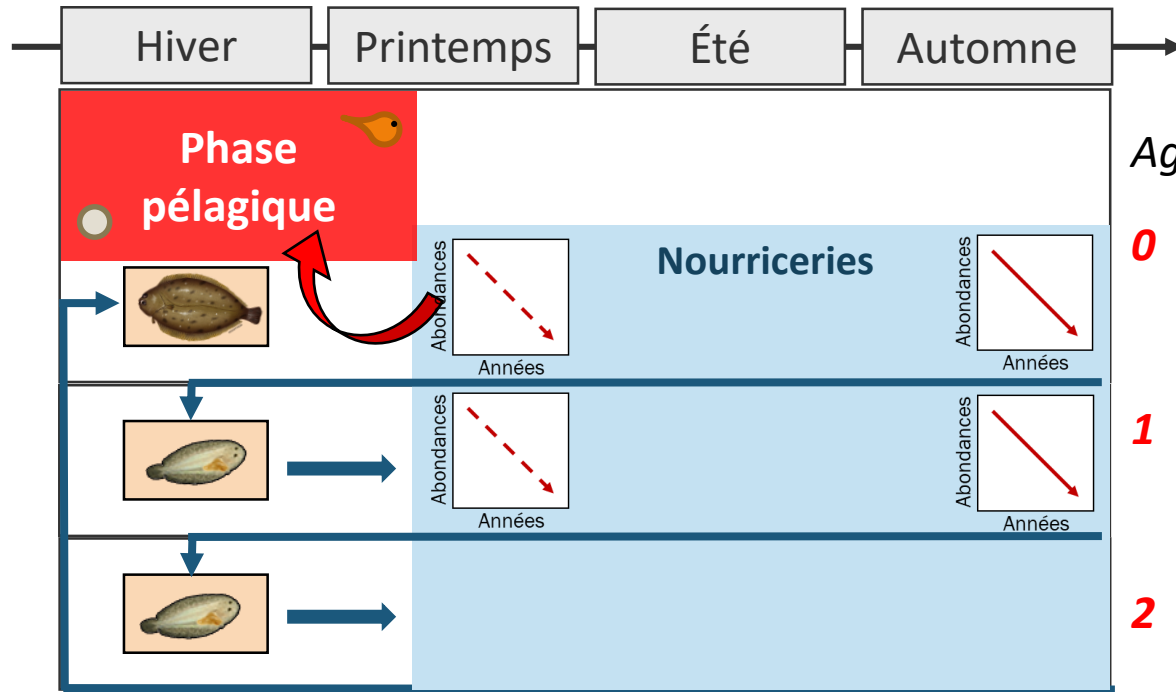 Hiver
Printemps
Été
Automne
Phase
pélagique
Ag
0
Nourriceries
Abondances
Années
Abondances
Années
Abondances
Années
Abondances
Années
1
2